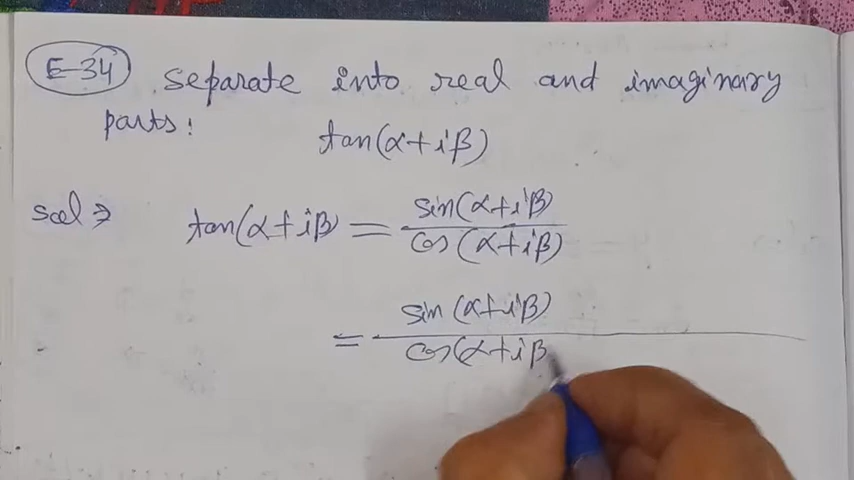 E-34 Separate into real and imaginary
parts:
tan(α+iβ)
Sol ⇒ tan(α+iβ) = sin(α+iβ) / cos(α+iβ)
= sin(α+iβ) / cos(α+iβ